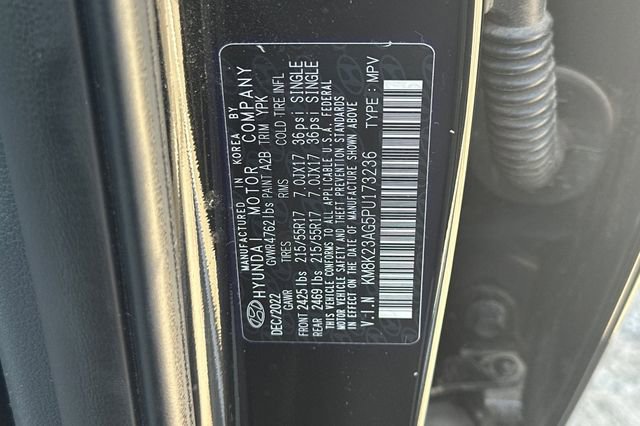 MANUFACTURED IN KOREA BY
HYUNDAI MOTOR COMPANY
DEC/2022 GVWR4762lbs PAINT A2B TRIM YPK
GAWR TIRES RIMS COLD TIRE INFL
FRONT 2425 lbs 215/55R17 7.0JX17 36psi SINGLE
REAR 2469 lbs 215/55R17 7.0JX17 36psi SINGLE
THIS VEHICLE CONFORMS TO ALL APPLICABLE U.S.A. FEDERAL
MOTOR VEHICLE SAFETY AND THEFT PREVENTION STANDARDS
IN EFFECT ON THE DATE OF MANUFACTURE SHOWN ABOVE
V.I.N KM8K23AG5PU173236 TYPE : MPV